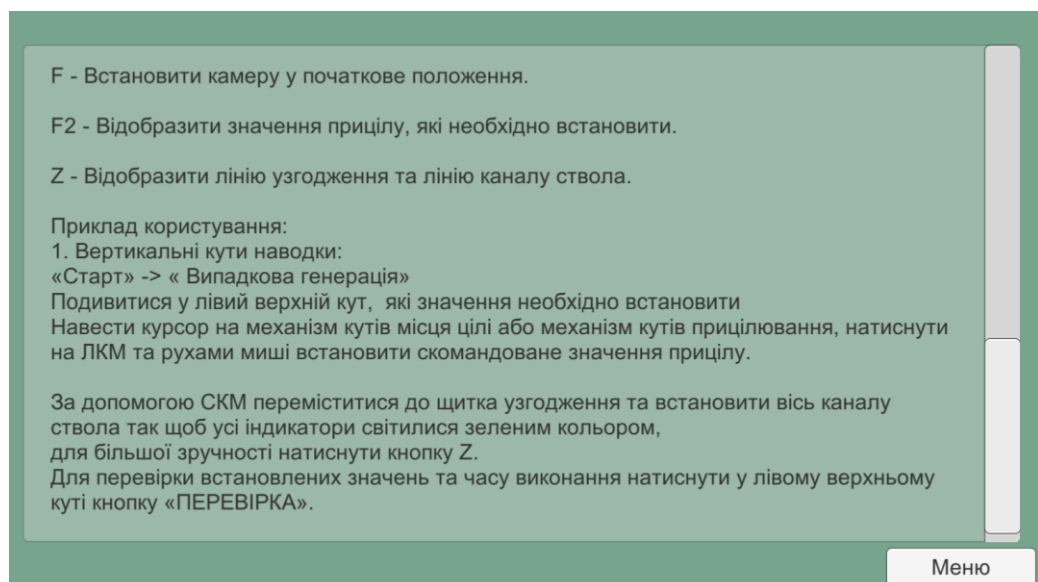 F - Встановити камеру у початкове положення.
F2 - Відобразити значення прицілу, які необхідно встановити.
Z - Відобразити лінію узгодження та лінію каналу ствола.
Приклад користування:
1. Вертикальні кути наводки:
«Старт» -> « Випадкова генерація»
Подивитися у лівий верхній кут,  які значення необхідно встановити
Навести курсор на механізм кутів місця цілі або механізм кутів прицілювання, натиснути
на ЛКМ та рухами миші встановити скомандоване значення прицілу.
За допомогою СКМ переміститися до щитка узгодження та встановити вісь каналу
ствола так щоб усі індикатори світилися зеленим кольором,
для більшої зручності натиснути кнопку Z.
Для перевірки встановлених значень та часу виконання натиснути у лівому верхньому
куті кнопку «ПЕРЕВІРКА».
Меню